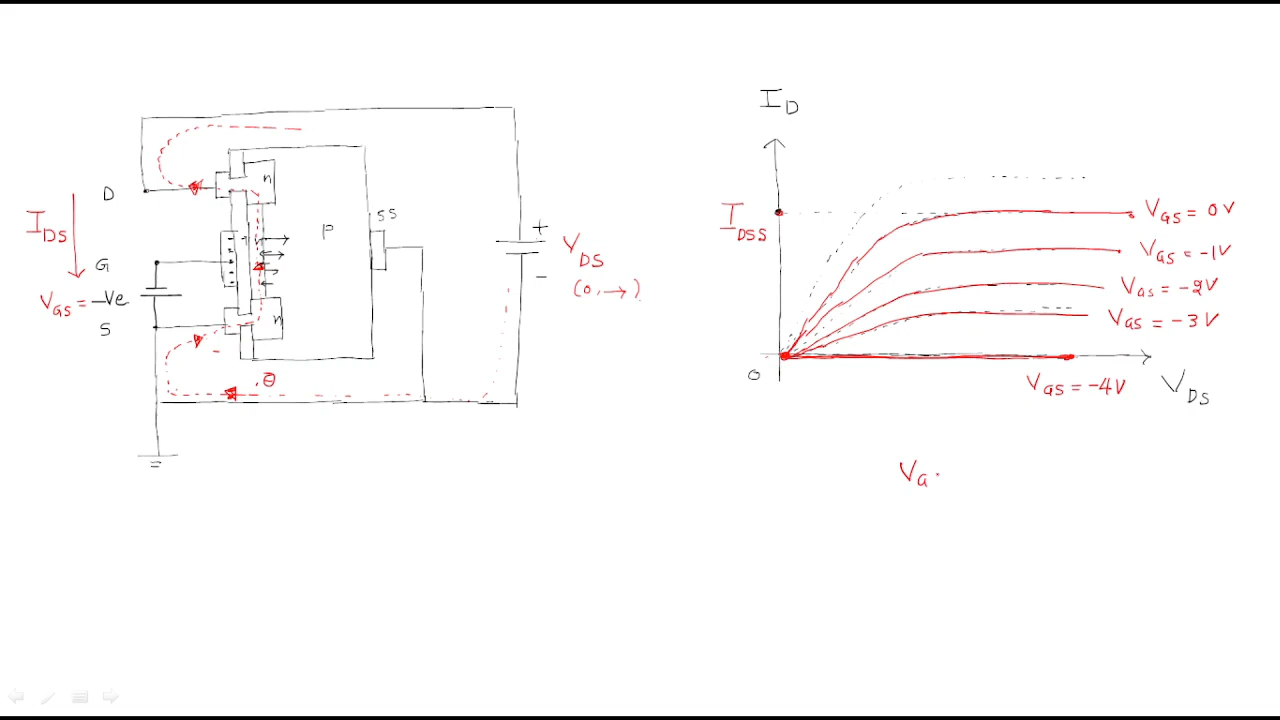 D
I_DS
G
V_GS = -Ve
S
n
P
SS
n
Θ
+
V_DS
-
(0, →)
I_D
I_DSS
V_GS = 0V
V_GS = -1V
V_GS = -2V
V_GS = -3V
0
V_GS = -4V
V_DS
V_G